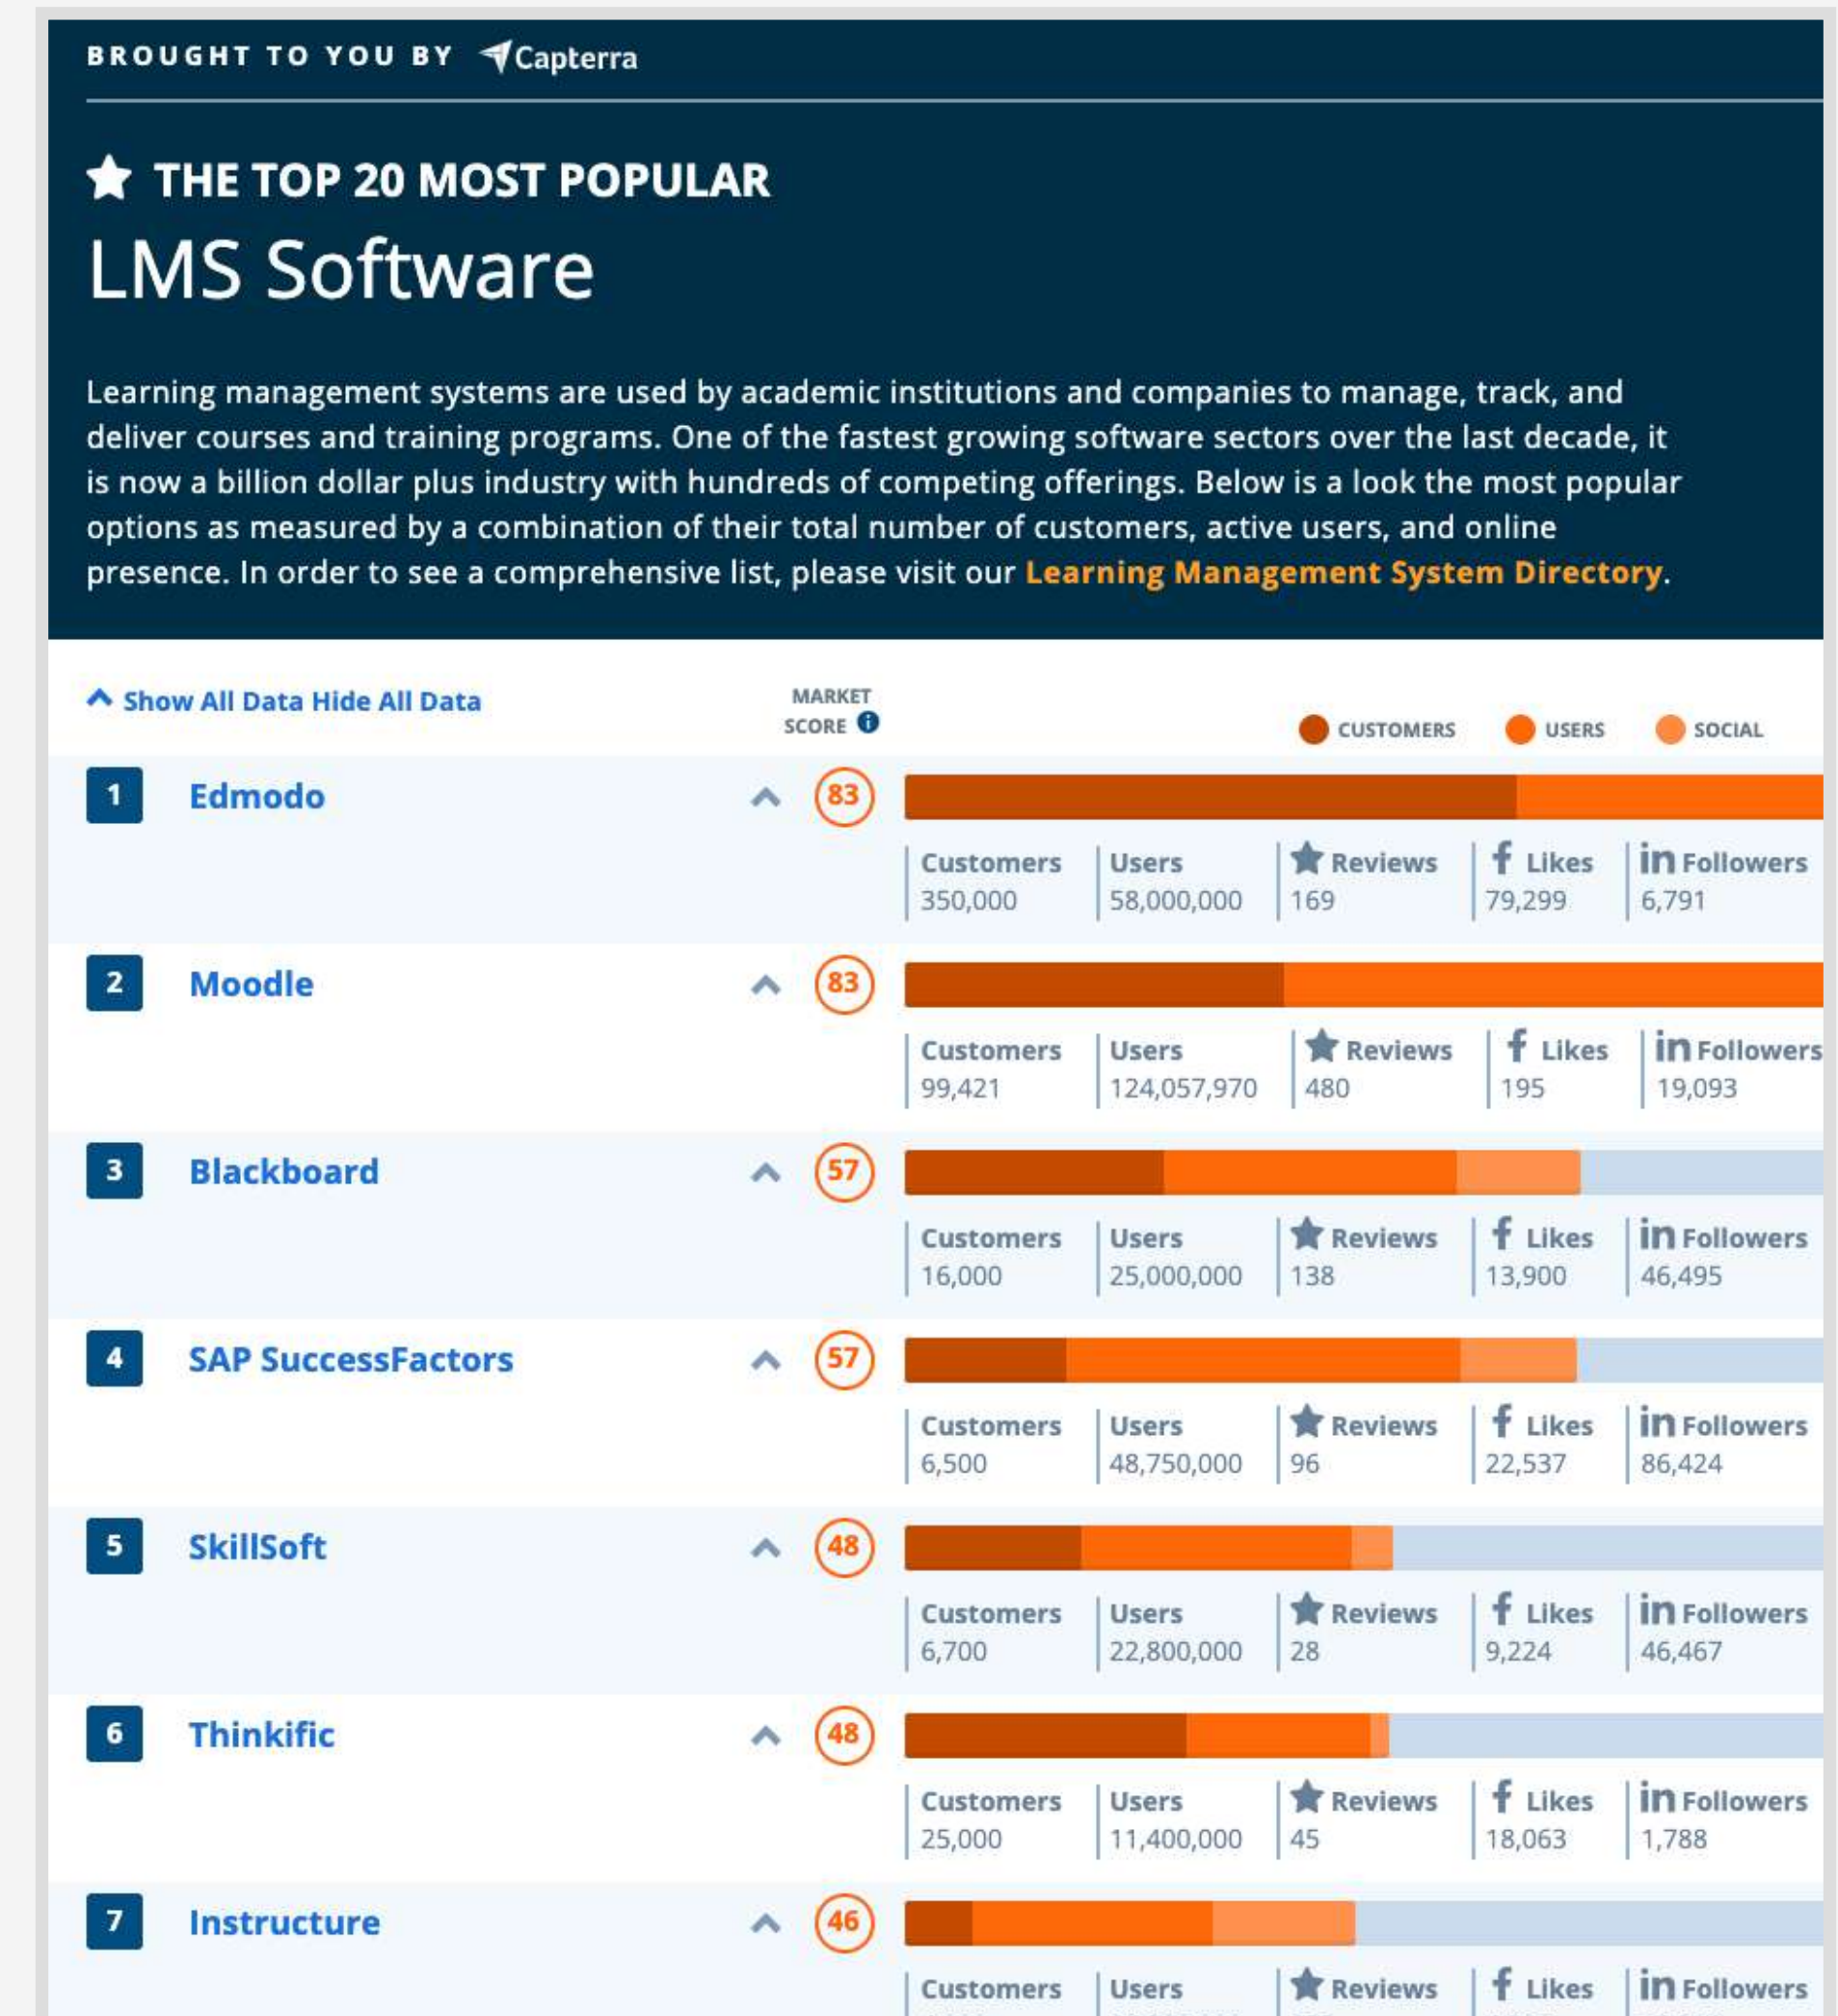 BROUGHT TO YOU BY Capterra
THE TOP 20 MOST POPULAR
LMS Software
Learning management systems are used by academic institutions and companies to manage, track, and
deliver courses and training programs. One of the fastest growing software sectors over the last decade, it
is now a billion dollar plus industry with hundreds of competing offerings. Below is a look the most popular
options as measured by a combination of their total number of customers, active users, and online
presence. In order to see a comprehensive list, please visit our Learning Management System Directory.
Show All Data Hide All Data
MARKET
SCORE
CUSTOMERS USERS SOCIAL
1 Edmodo 83
Customers Users Reviews Likes Followers
350,000 58,000,000 169 79,299 6,791
2 Moodle 83
Customers Users Reviews Likes Followers
99,421 124,057,970 480 195 19,093
3 Blackboard 57
Customers Users Reviews Likes Followers
16,000 25,000,000 138 13,900 46,495
4 SAP SuccessFactors 57
Customers Users Reviews Likes Followers
6,500 48,750,000 96 22,537 86,424
5 SkillSoft 48
Customers Users Reviews Likes Followers
6,700 22,800,000 28 9,224 46,467
6 Thinkific 48
Customers Users Reviews Likes Followers
25,000 11,400,000 45 18,063 1,788
7 Instructure 46
Customers Users Reviews Likes Followers